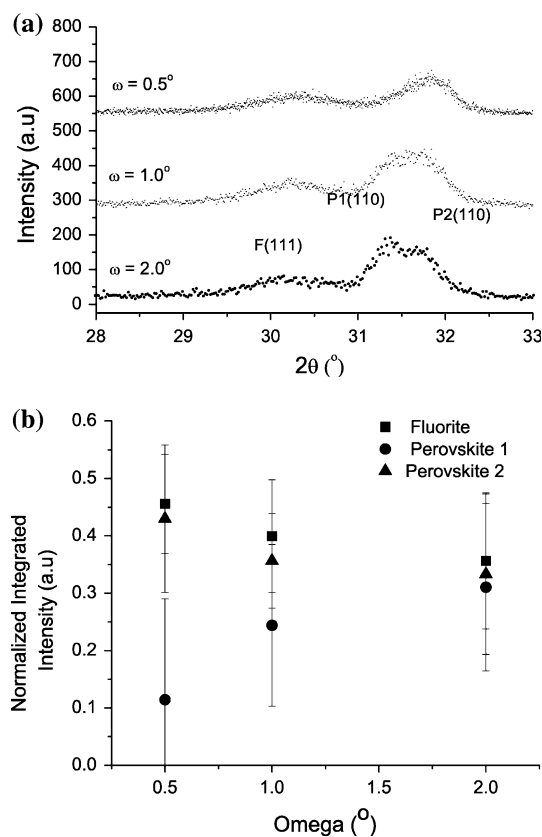 (a)
800
700
600
500
400
300
200
100
0
Intensity (a.u)
ω = 0.5°
ω = 1.0°
ω = 2.0°
F(111)
P1(110)
P2(110)
28 29 30 31 32 33
2θ (°)
(b)
0.6
0.5
0.4
0.3
0.2
0.1
0.0
Normalized Integrated
Intensity (a.u)
Fluorite
Perovskite 1
Perovskite 2
0.5 1.0 1.5 2.0
Omega (O)